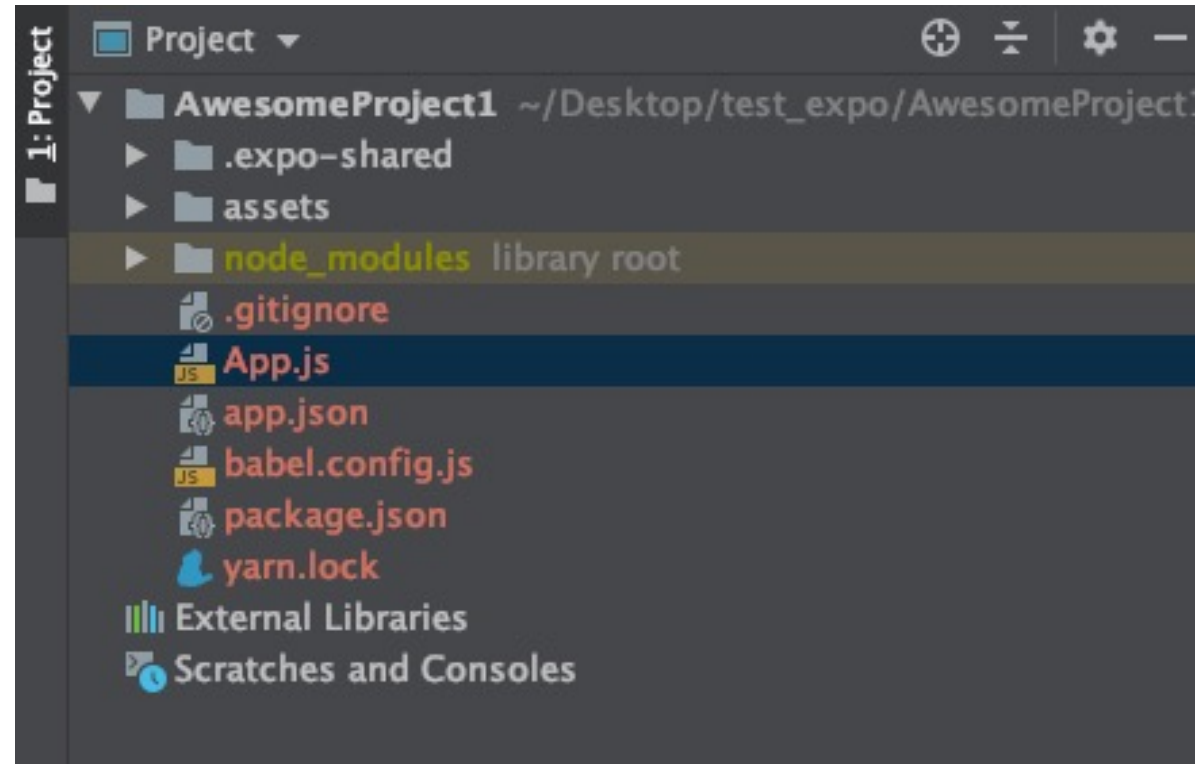 1: Project
Project
AwesomeProject1 ~/Desktop/test_expo/AwesomeProject1
.expo-shared
assets
node_modules library root
.gitignore
JS App.js
app.json
JS babel.config.js
package.json
yarn.lock
External Libraries
Scratches and Consoles